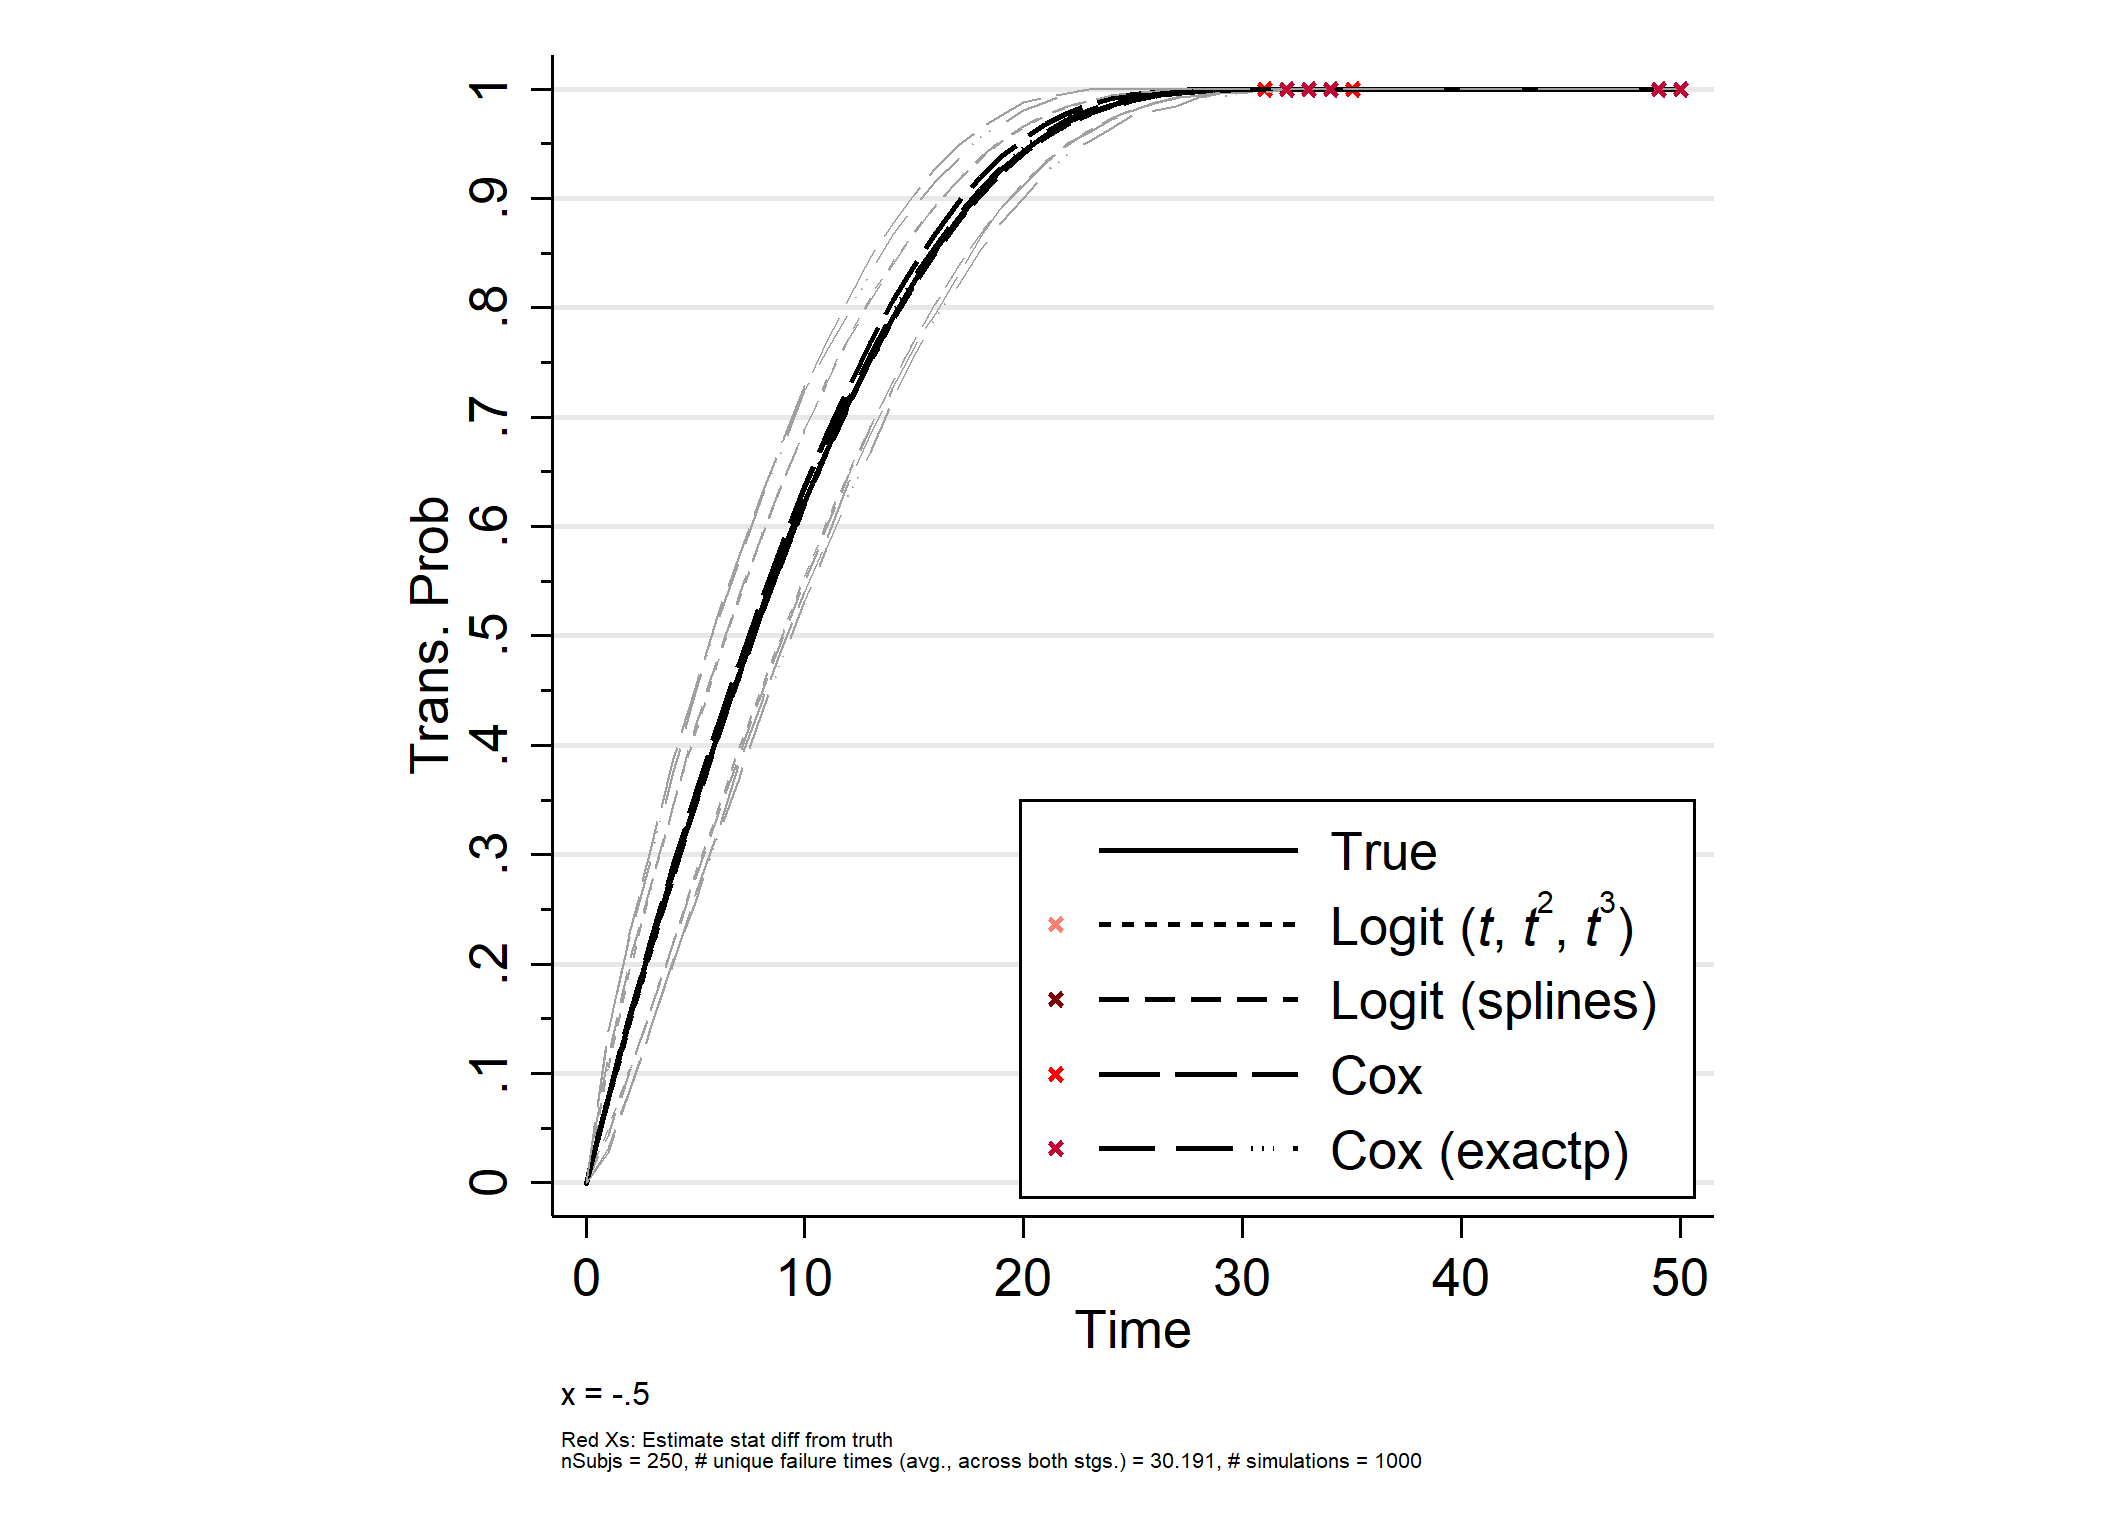 Trans. Prob
1
.9
.8
.7
.6
.5
.4
.3
.2
.1
0
True
Logit (t, t², t³)
Logit (splines)
Cox
Cox (exactp)
0 10 20 30 40 50
Time
x = -.5
Red Xs: Estimate stat diff from truth
nSubjs = 250, # unique failure times (avg., across both stgs.) = 30.191, # simulations = 1000